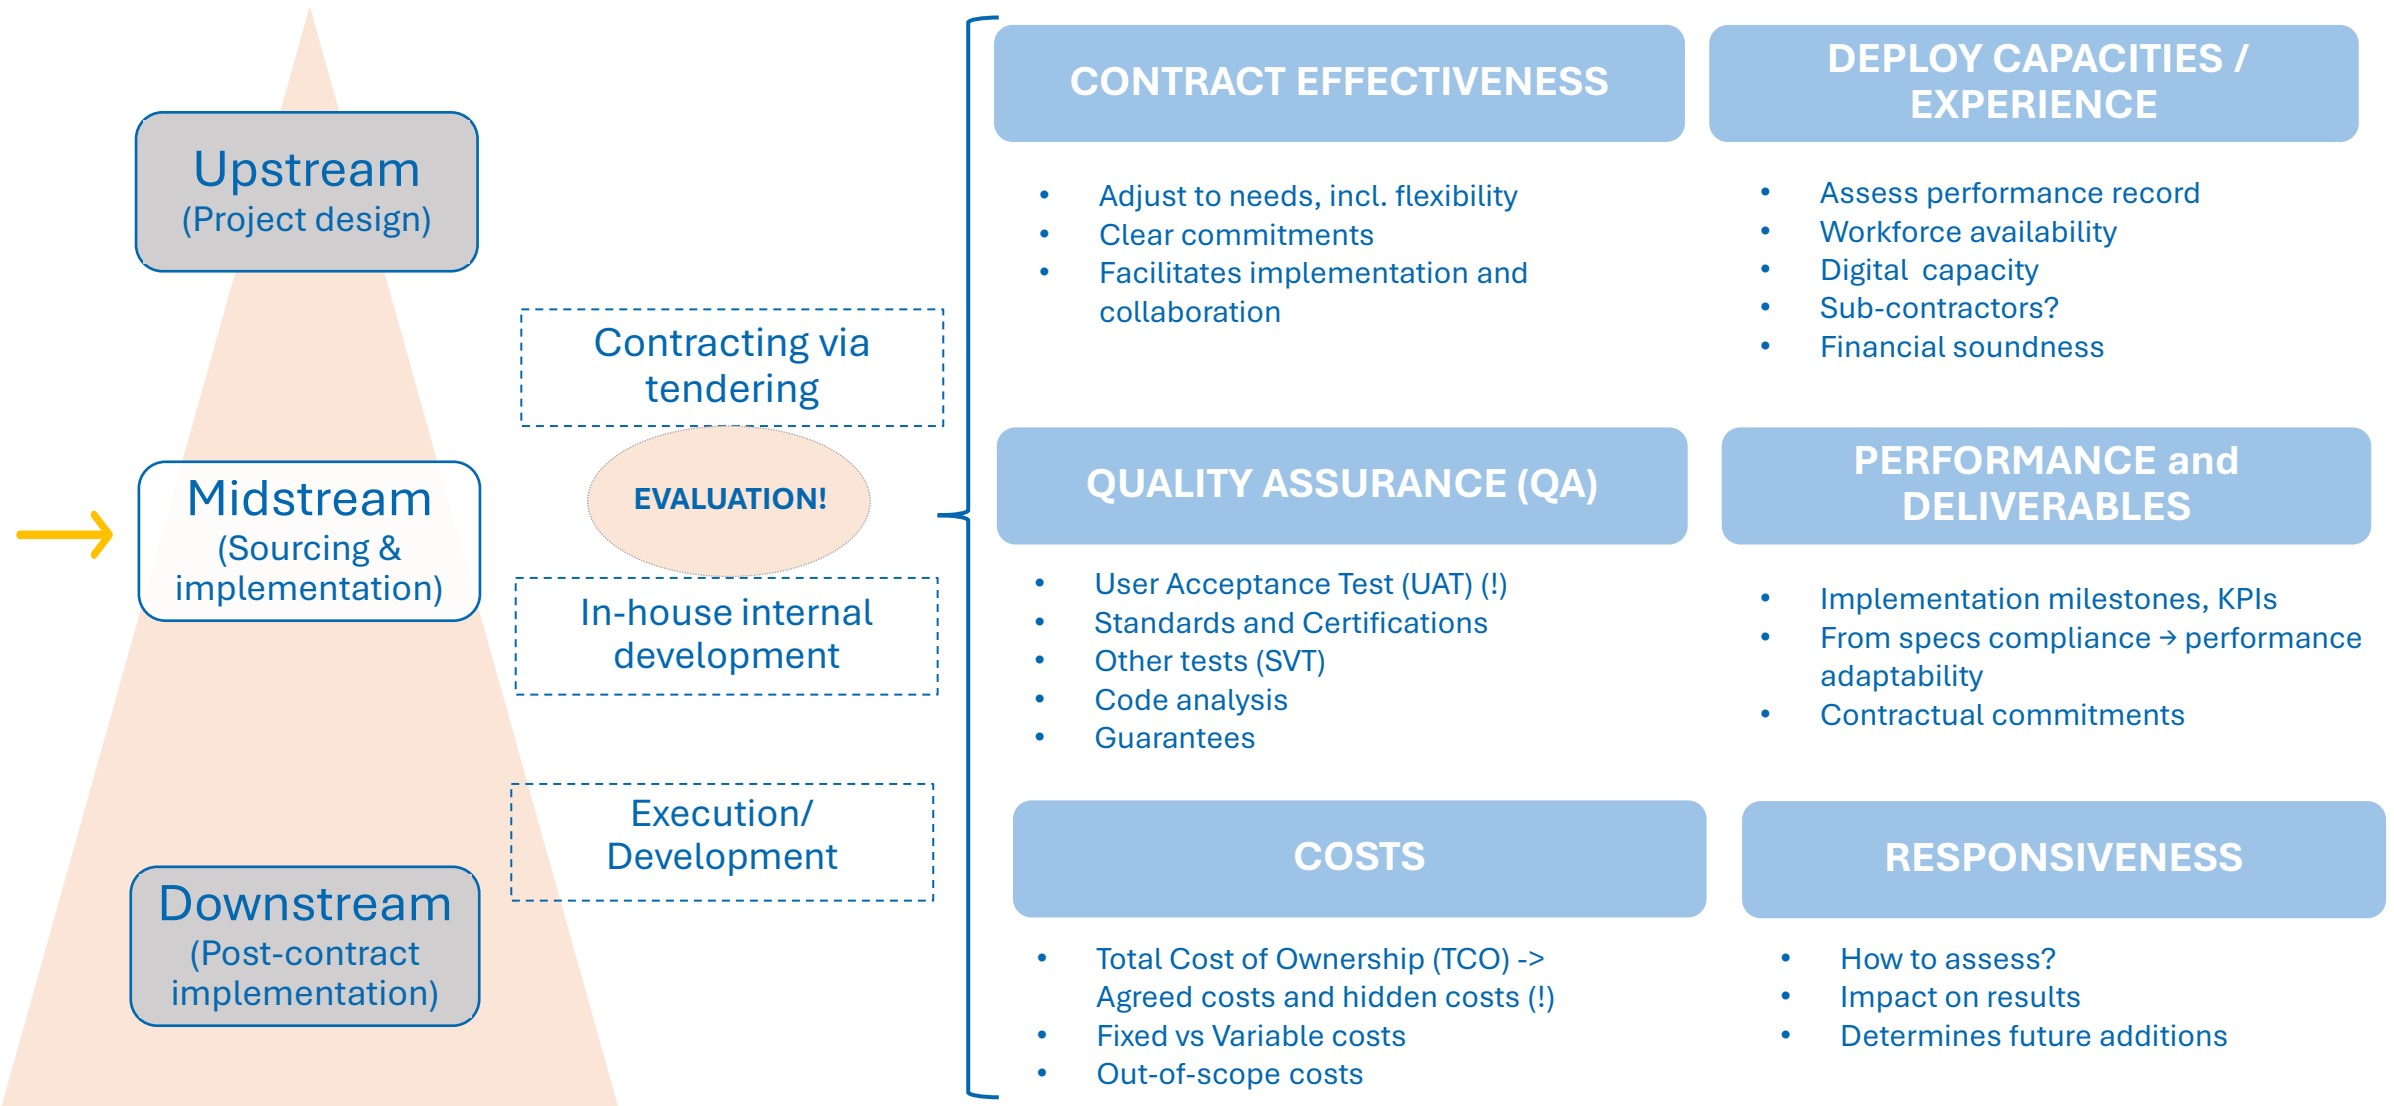 Upstream
(Project design)
Midstream
(Sourcing &
implementation)
Downstream
(Post-contract
implementation)
Contracting via
tendering
EVALUATION!
In-house internal
development
Execution/
Development
CONTRACT EFFECTIVENESS
• Adjust to needs, incl. flexibility
• Clear commitments
• Facilitates implementation and
collaboration
DEPLOY CAPACITIES /
EXPERIENCE
• Assess performance record
• Workforce availability
• Digital  capacity
• Sub-contractors?
• Financial soundness
QUALITY ASSURANCE (QA)
• User Acceptance Test (UAT) (!)
• Standards and Certifications
• Other tests (SVT)
• Code analysis
• Guarantees
PERFORMANCE and
DELIVERABLES
• Implementation milestones, KPIs
• From specs compliance → performance
adaptability
• Contractual commitments
COSTS
• Total Cost of Ownership (TCO) ->
Agreed costs and hidden costs (!)
• Fixed vs Variable costs
• Out-of-scope costs
RESPONSIVENESS
• How to assess?
• Impact on results
• Determines future additions